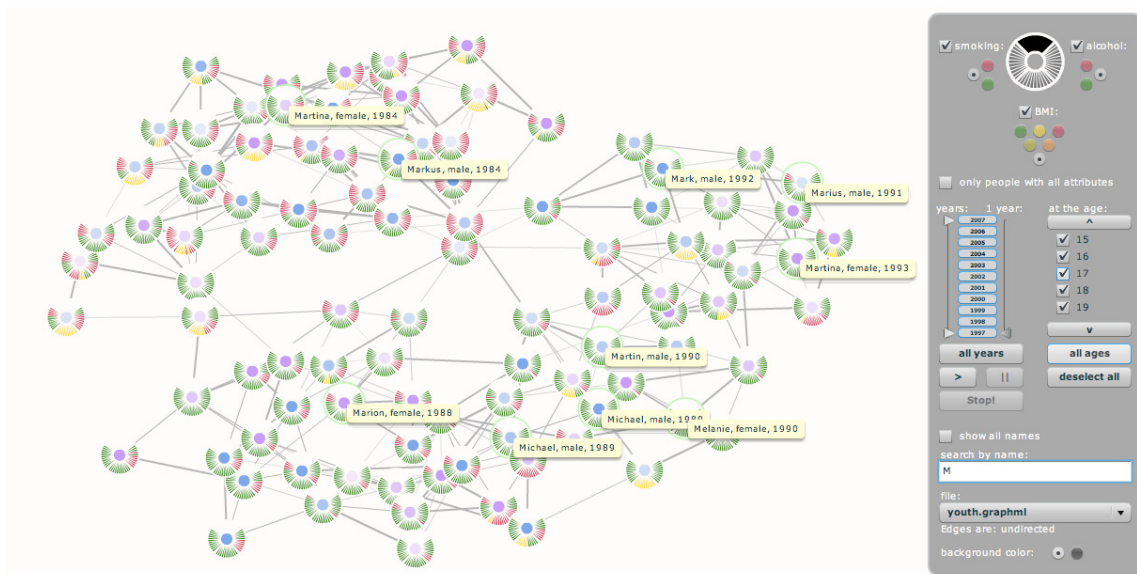 Martina, female, 1984
Markus, male, 1984
Mark, male, 1992
Marius, male, 1991
Martina, female, 1993
Martin, male, 1990
Marion, female, 1988
Michael, male, 1989
Melanie, female, 1990
Michael, male, 1989
smoking:
alcohol:
BMI:
only people with all attributes
years: 1 year: at the age:
2007
2006
2005
2004
2003
2002
2001
2000
1999
1998
1997
^
15
16
17
18
19
v
all years
all ages
>
||
deselect all
Stop!
show all names
search by name:
M
file:
youth.graphml
Edges are: undirected
background color: